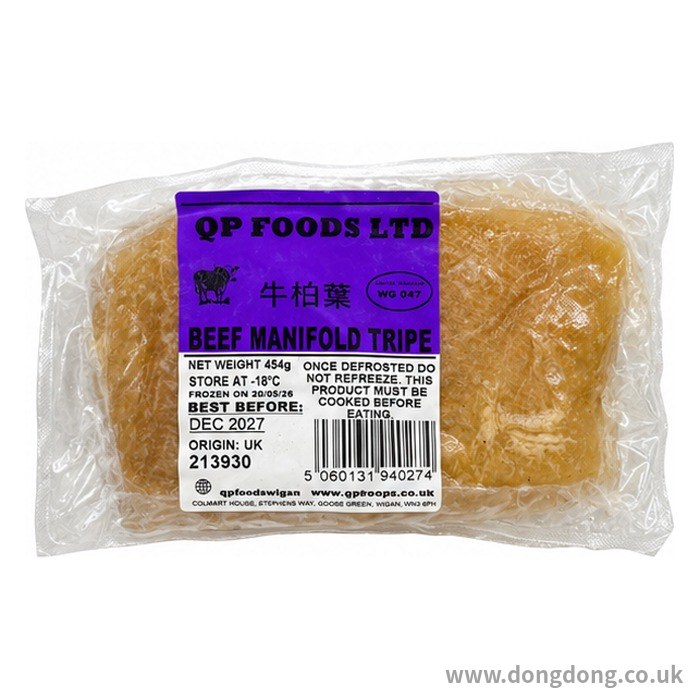 QP FOODS LTD
牛柏葉
WG 047
BEEF MANIFOLD TRIPE
NET WEIGHT 454g
STORE AT -18°C
FROZEN ON 20/05/26
BEST BEFORE:
DEC 2027
ORIGIN: UK
213930
ONCE DEFROSTED DO
NOT REFREEZE. THIS
PRODUCT MUST BE
COOKED BEFORE
EATING.
5 060131 940274
qpfoodswigan www.qpfroops.co.uk
COLMART HOUSE, STEPHENS WAY, GOOSE GREEN, WIGAN, WN3 6PH
www.dongdong.co.uk